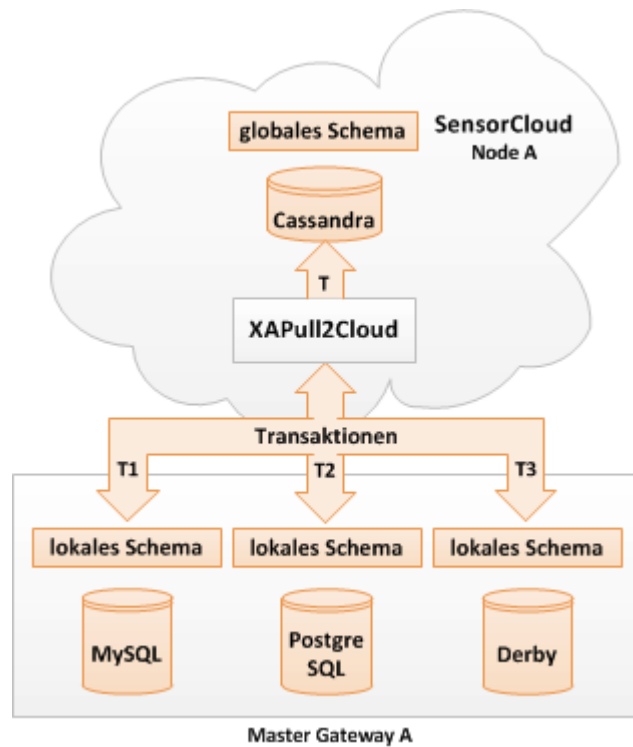 globales Schema
SensorCloud
Node A
Cassandra
T
XAPull2Cloud
Transaktionen
T1
T2
T3
lokales Schema
lokales Schema
lokales Schema
MySQL
Postgre
SQL
Derby
Master Gateway A